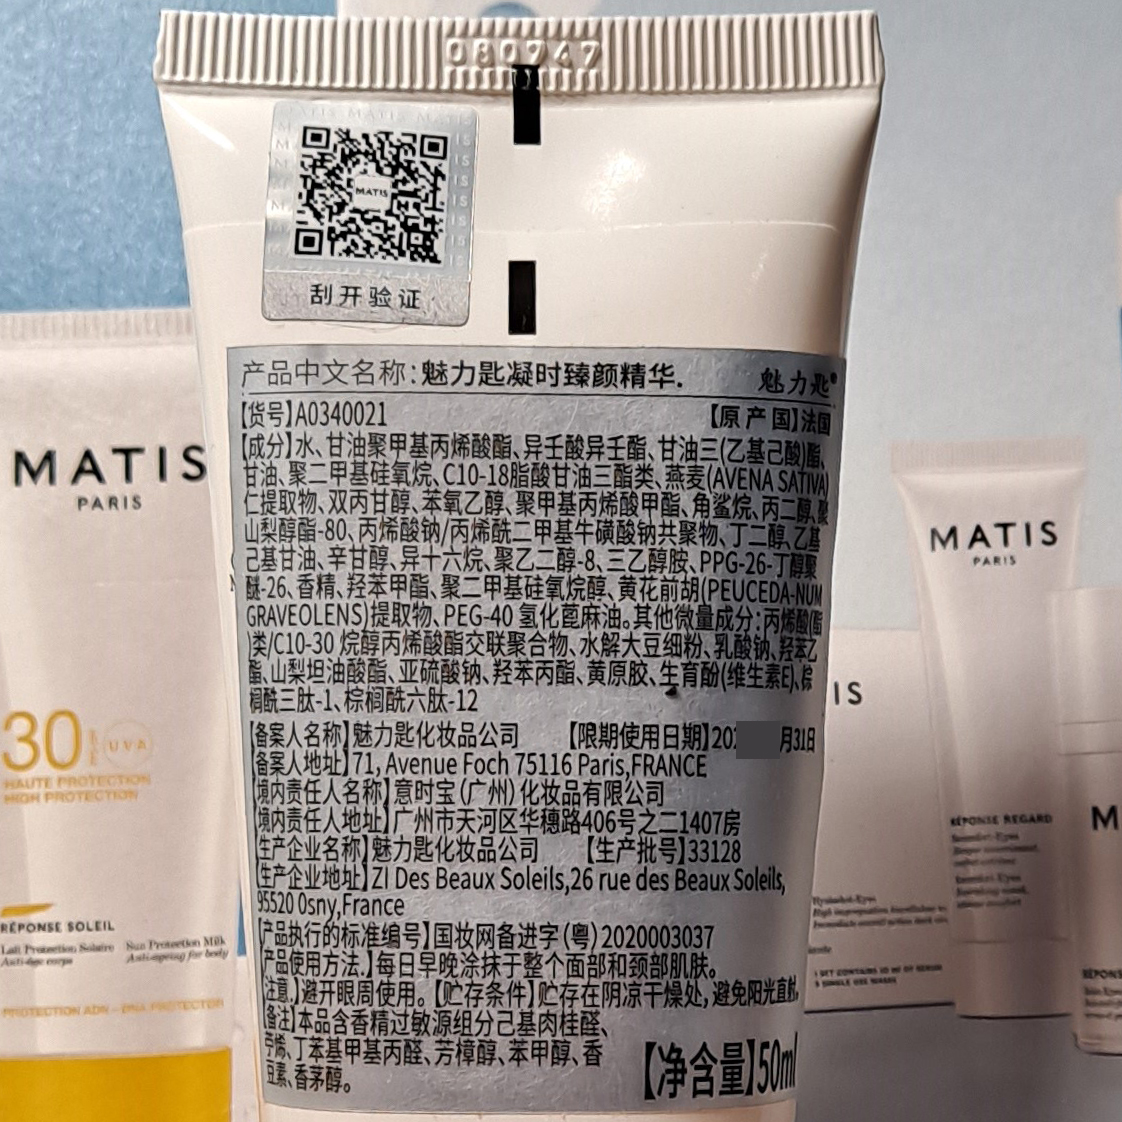 080747
MATIS MATIS MATIS
MATIS
刮开验证
产品中文名称:魅力匙凝时臻颜精华.
魅力匙®
【货号】A0340021
【原产国】法国
【成分】水、甘油聚甲基丙烯酸酯、异壬酸异壬酯、甘油三(乙基己酸)酯、
甘油、聚二甲基硅氧烷、C10-18脂酸甘油三酯类、燕麦(AVENA SATIVA)
仁提取物、双丙甘醇、苯氧乙醇、聚甲基丙烯酸甲酯、角鲨烷、丙二醇、聚
山梨醇酯-80、丙烯酸钠/丙烯酰二甲基牛磺酸钠共聚物、丁二醇、乙基
己基甘油、辛甘醇、异十六烷、聚乙二醇-8、三乙醇胺、PPG-26-丁醇聚
醚-26、香精、羟苯甲酯、聚二甲基硅氧烷醇、黄花前胡(PEUCEDA-NUM
GRAVEOLENS)提取物、PEG-40 氢化蓖麻油。其他微量成分:丙烯酸(酯
)类/C10-30 烷醇丙烯酸酯交联聚合物、水解大豆细粉、乳酸钠、羟苯乙
酯、山梨坦油酸酯、亚硫酸钠、羟苯丙酯、黄原胶、生育酚(维生素E)、棕
榈酰三肽-1、棕榈酰六肽-12
【备案人名称】魅力匙化妆品公司 【限期使用日期】202 月31日
【备案人地址】71, Avenue Foch 75116 Paris,FRANCE
【境内责任人名称】意时宝(广州)化妆品有限公司
【境内责任人地址】广州市天河区华穗路406号之二1407房
【生产企业名称】魅力匙化妆品公司 【生产批号】33128
【生产企业地址】ZI Des Beaux Soleils,26 rue des Beaux Soleils,
95520 Osny,France
【产品执行的标准编号】国妆网备进字(粤)2020003037
【产品使用方法.】每日早晚涂抹于整个面部和颈部肌肤。
【注意.】避开眼周使用。【贮存条件】贮存在阴凉干燥处,避免阳光直射。
【备注】本品含香精过敏源组分己基肉桂醛、
苧烯、丁苯基甲基丙醛、芳樟醇、苯甲醇、香
豆素、香茅醇。
【净含量】50ml
MATIS
PARIS
30
UVA
HAUTE PROTECTION
HIGH PROTECTION
RÉPONSE SOLEIL
Lait Protection Solaire
Anti-âge corps
Sun Protection Milk
Anti-ageing for body
PROTECTION ADN - DNA PROTECTION
MATIS
PARIS
RÉPONSE REGARD
IS
M
RÉPONS